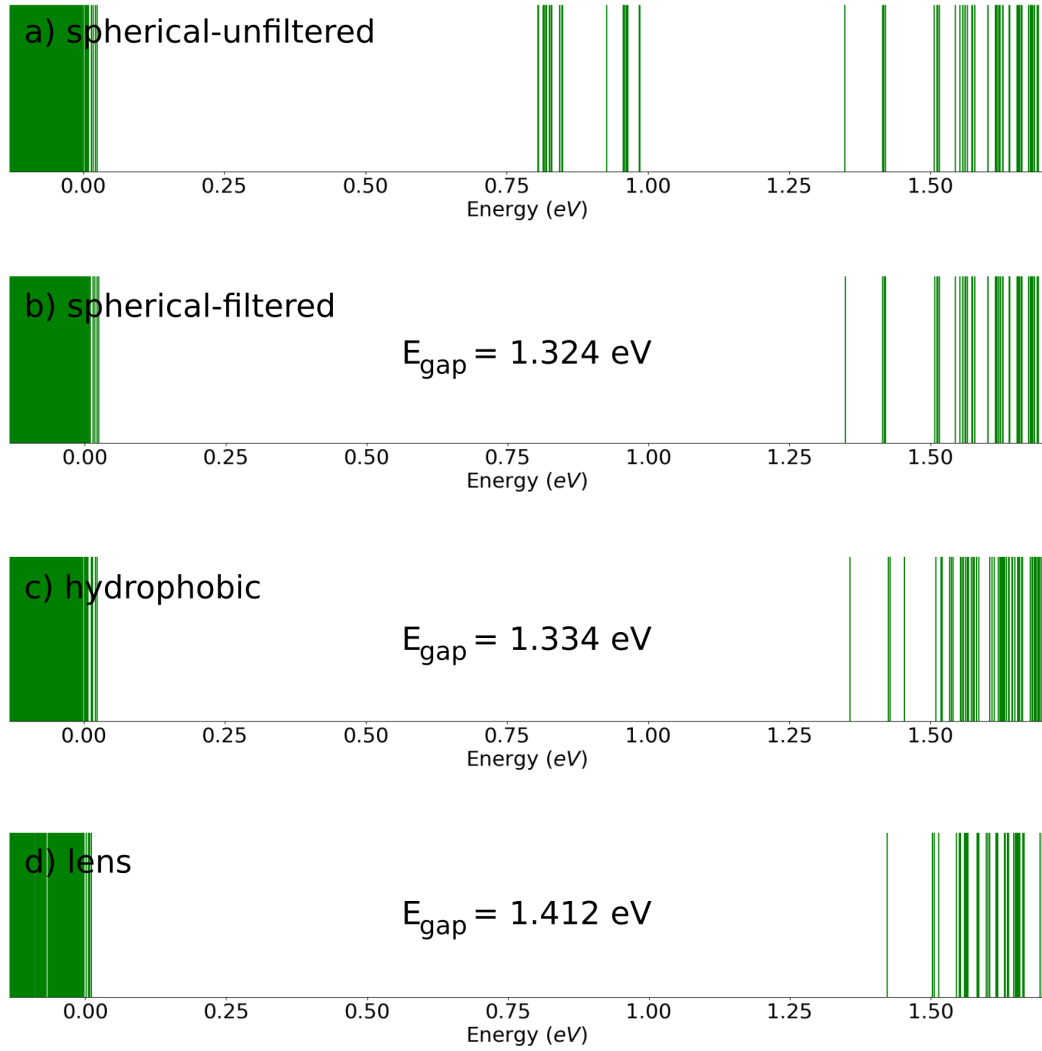 a) spherical-unfiltered
0.00 0.25 0.50 0.75 1.00 1.25 1.50
Energy (eV)
b) spherical-filtered
Egap = 1.324 eV
0.00 0.25 0.50 0.75 1.00 1.25 1.50
Energy (eV)
c) hydrophobic
Egap = 1.334 eV
0.00 0.25 0.50 0.75 1.00 1.25 1.50
Energy (eV)
d) lens
Egap = 1.412 eV
0.00 0.25 0.50 0.75 1.00 1.25 1.50
Energy (eV)